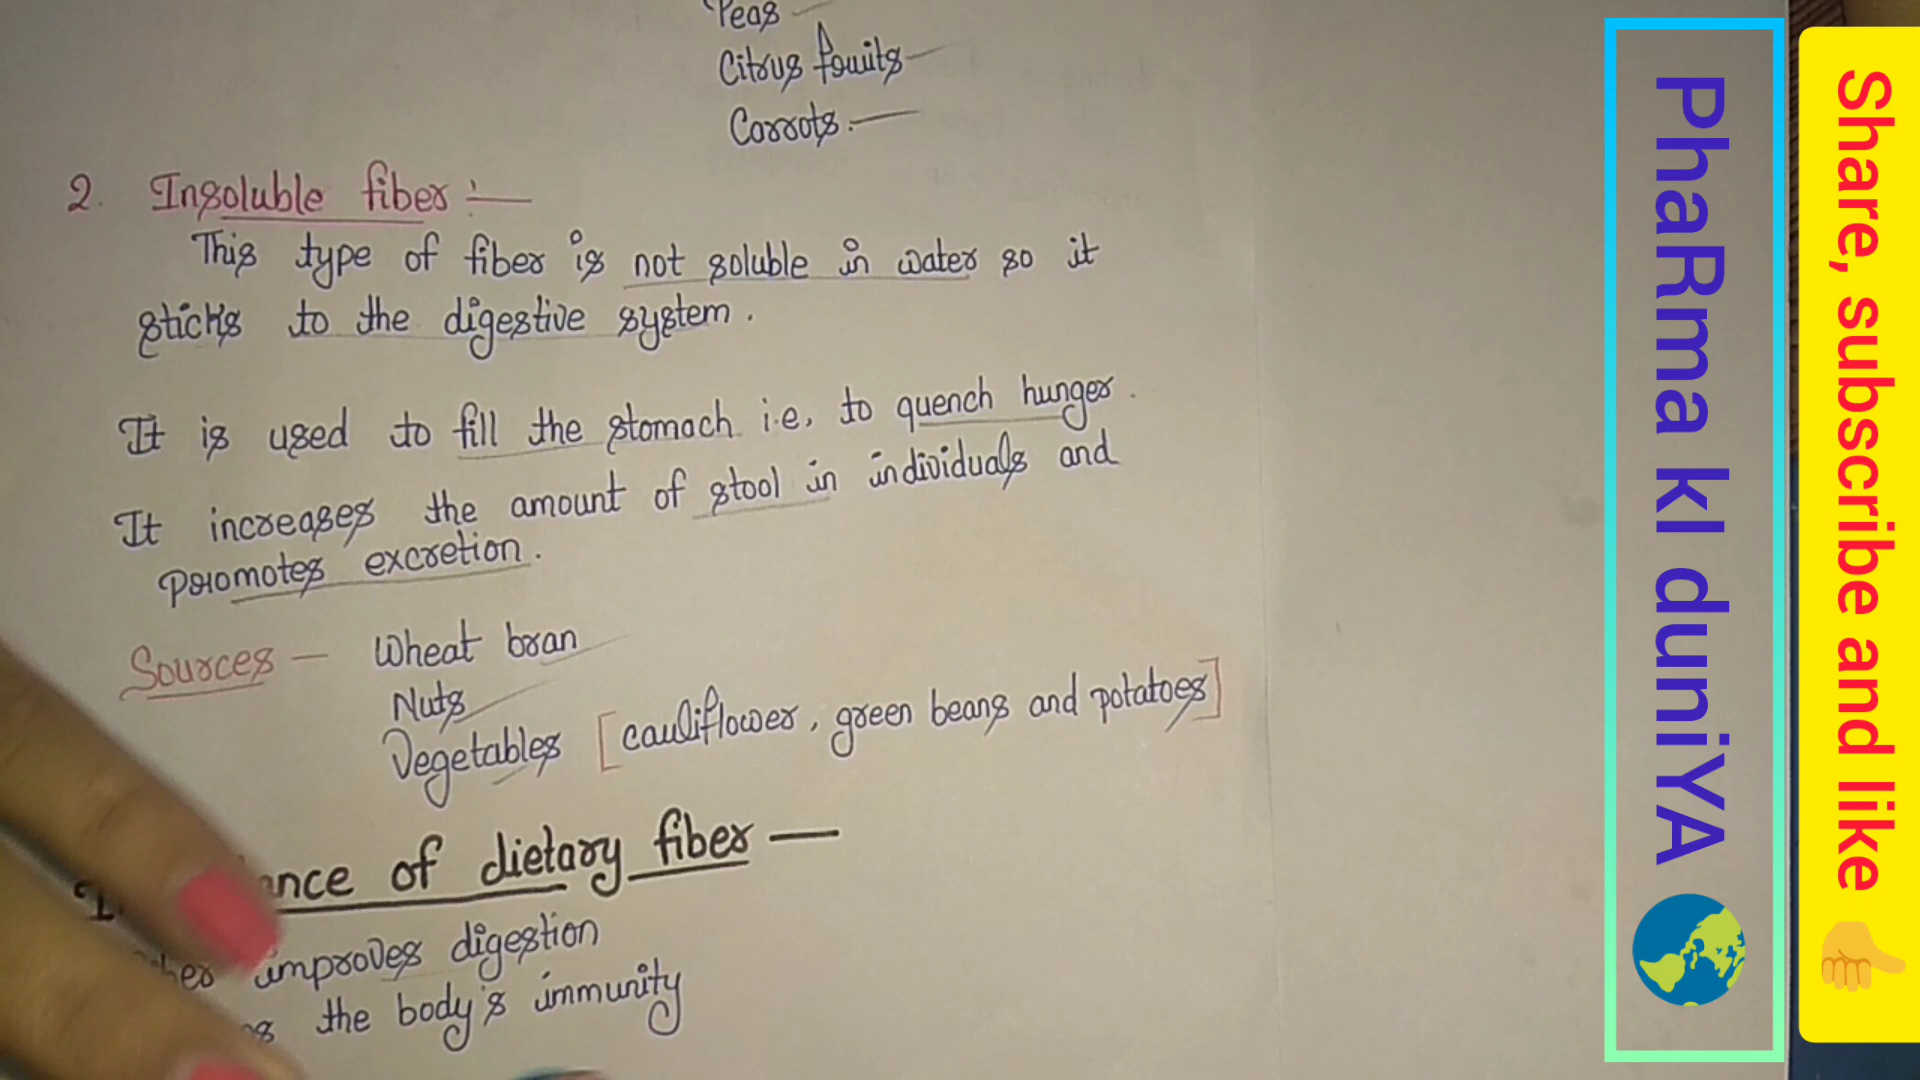 Peas
Citrus fruits
Carrots.
2. Insoluble fiber :-
This type of fiber is not soluble in water so it
sticks to the digestive system.
It is used to fill the stomach i.e, to quench hunger.
It increases the amount of stool in individuals and
promotes excretion.
Sources - Wheat bran
Nuts
Vegetables [cauliflower, green beans and potatoes]
of dietary fiber -
improves digestion
the body's immunity
PhaRma kI duniYA
Share, subscribe and like